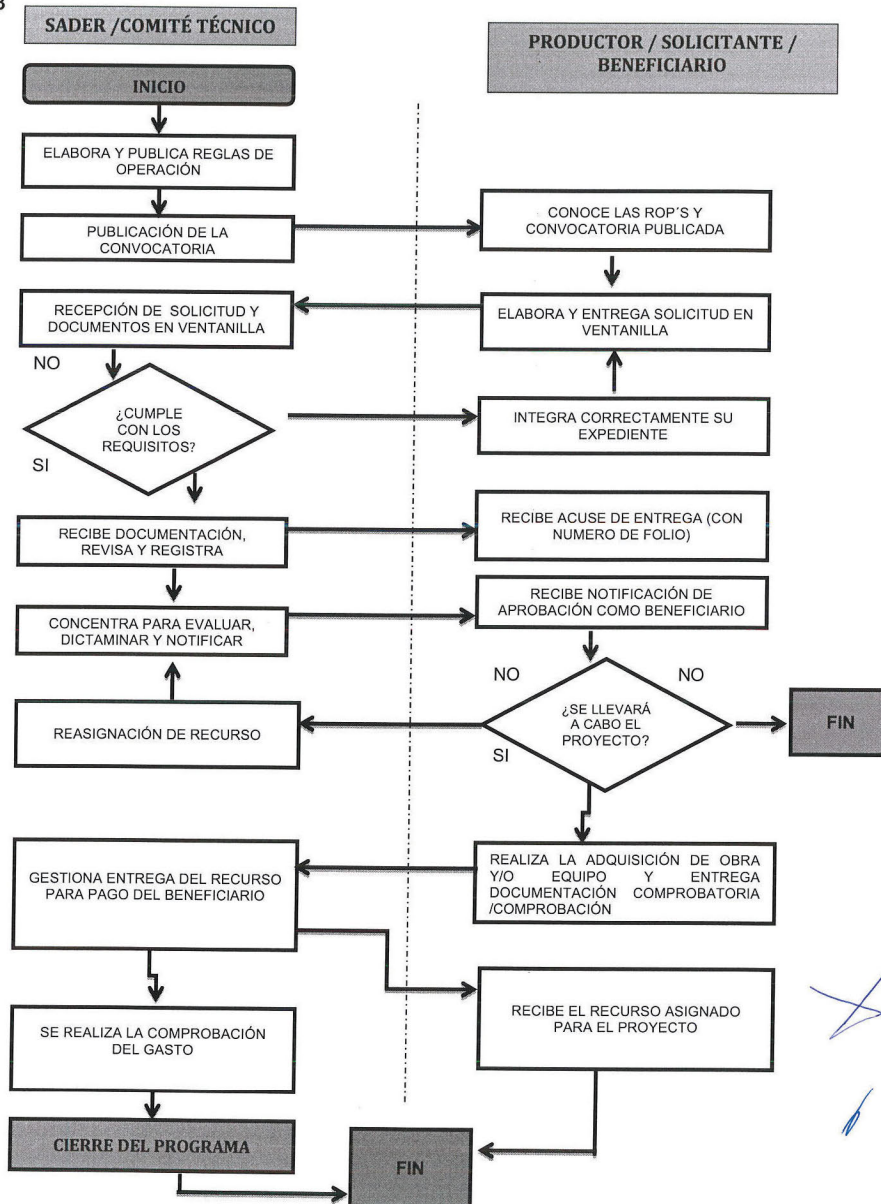 SADER /COMITÉ TÉCNICO
PRODUCTOR / SOLICITANTE /
BENEFICIARIO
INICIO
ELABORA Y PUBLICA REGLAS DE
OPERACIÓN
PUBLICACIÓN DE LA
CONVOCATORIA
CONOCE LAS ROP´S Y
CONVOCATORIA PUBLICADA
RECEPCIÓN DE SOLICITUD Y
DOCUMENTOS EN VENTANILLA
ELABORA Y ENTREGA SOLICITUD EN
VENTANILLA
NO
¿CUMPLE
CON LOS
REQUISITOS?
SI
INTEGRA CORRECTAMENTE SU
EXPEDIENTE
RECIBE DOCUMENTACIÓN,
REVISA Y REGISTRA
RECIBE ACUSE DE ENTREGA (CON
NUMERO DE FOLIO)
CONCENTRA PARA EVALUAR,
DICTAMINAR Y NOTIFICAR
RECIBE NOTIFICACIÓN DE
APROBACIÓN COMO BENEFICIARIO
NO
NO
REASIGNACIÓN DE RECURSO
¿SE LLEVARÁ
A CABO EL
PROYECTO?
SI
FIN
GESTIONA ENTREGA DEL RECURSO
PARA PAGO DEL BENEFICIARIO
REALIZA LA ADQUISICIÓN DE OBRA
Y/O EQUIPO Y ENTREGA
DOCUMENTACIÓN COMPROBATORIA
/COMPROBACIÓN
SE REALIZA LA COMPROBACIÓN
DEL GASTO
RECIBE EL RECURSO ASIGNADO
PARA EL PROYECTO
CIERRE DEL PROGRAMA
FIN